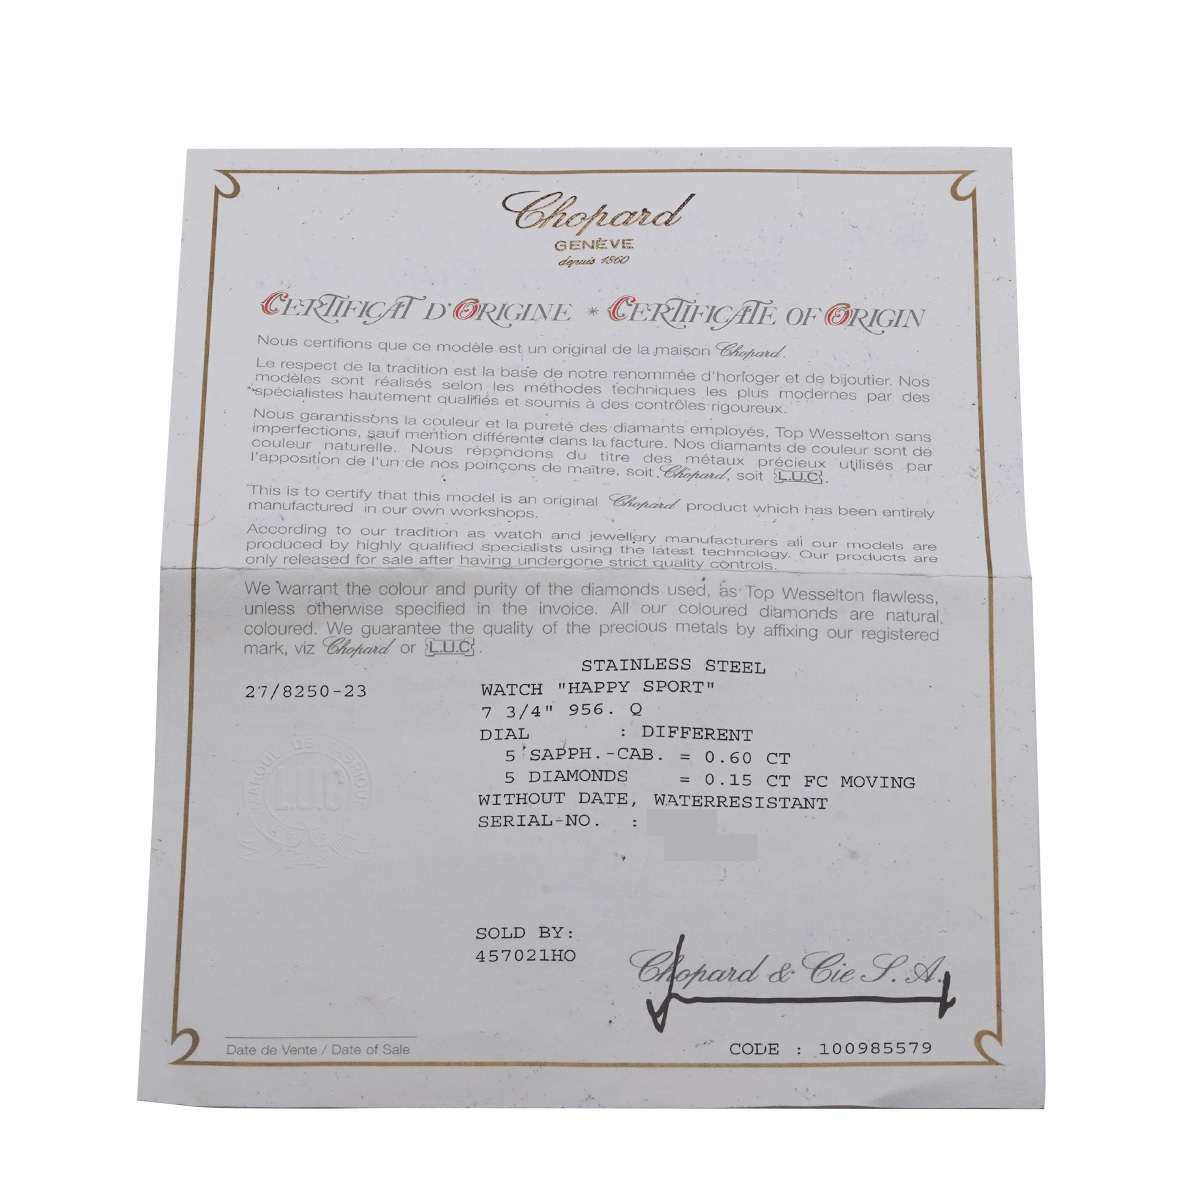 Chopard
GENÈVE
depuis 1860
CERTIFICAT D'ORIGINE * CERTIFICATE OF ORIGIN
Nous certifions que ce modèle est un original de la maison Chopard.
Le respect de la tradition est la base de notre renommée d'horloger et de bijoutier. Nos
modèles sont réalisés selon les méthodes techniques les plus modernes par des
spécialistes hautement qualifiés et soumis à des contrôles rigoureux.
Nous garantissons la couleur et la pureté des diamants employés, Top Wesselton sans
imperfections, sauf mention différente dans la facture. Nos diamants de couleur sont de
couleur naturelle. Nous répondons du titre des métaux précieux utilisés par
l'apposition de l'un de nos poinçons de maître, soit Chopard, soit L.U.C.
This is to certify that this model is an original Chopard product which has been entirely
manufactured in our own workshops.
According to our tradition as watch and jewellery manufacturers all our models are
produced by highly qualified specialists using the latest technology. Our products are
only released for sale after having undergone strict quality controls.
We warrant the colour and purity of the diamonds used, as Top Wesselton flawless,
unless otherwise specified in the invoice. All our coloured diamonds are natural
coloured. We guarantee the quality of the precious metals by affixing our registered
mark, viz Chopard or L.U.C.
STAINLESS STEEL
27/8250-23 WATCH "HAPPY SPORT"
7 3/4" 956. Q
DIAL : DIFFERENT
5 SAPPH.-CAB. = 0.60 CT
5 DIAMONDS = 0.15 CT FC MOVING
WITHOUT DATE, WATERRESISTANT
SERIAL-NO. :
MARQUE DE FABRIQUE
L.U.C
SOLD BY:
457021HO
Chopard & Cie S. A.
Date de Vente / Date of Sale
CODE : 100985579